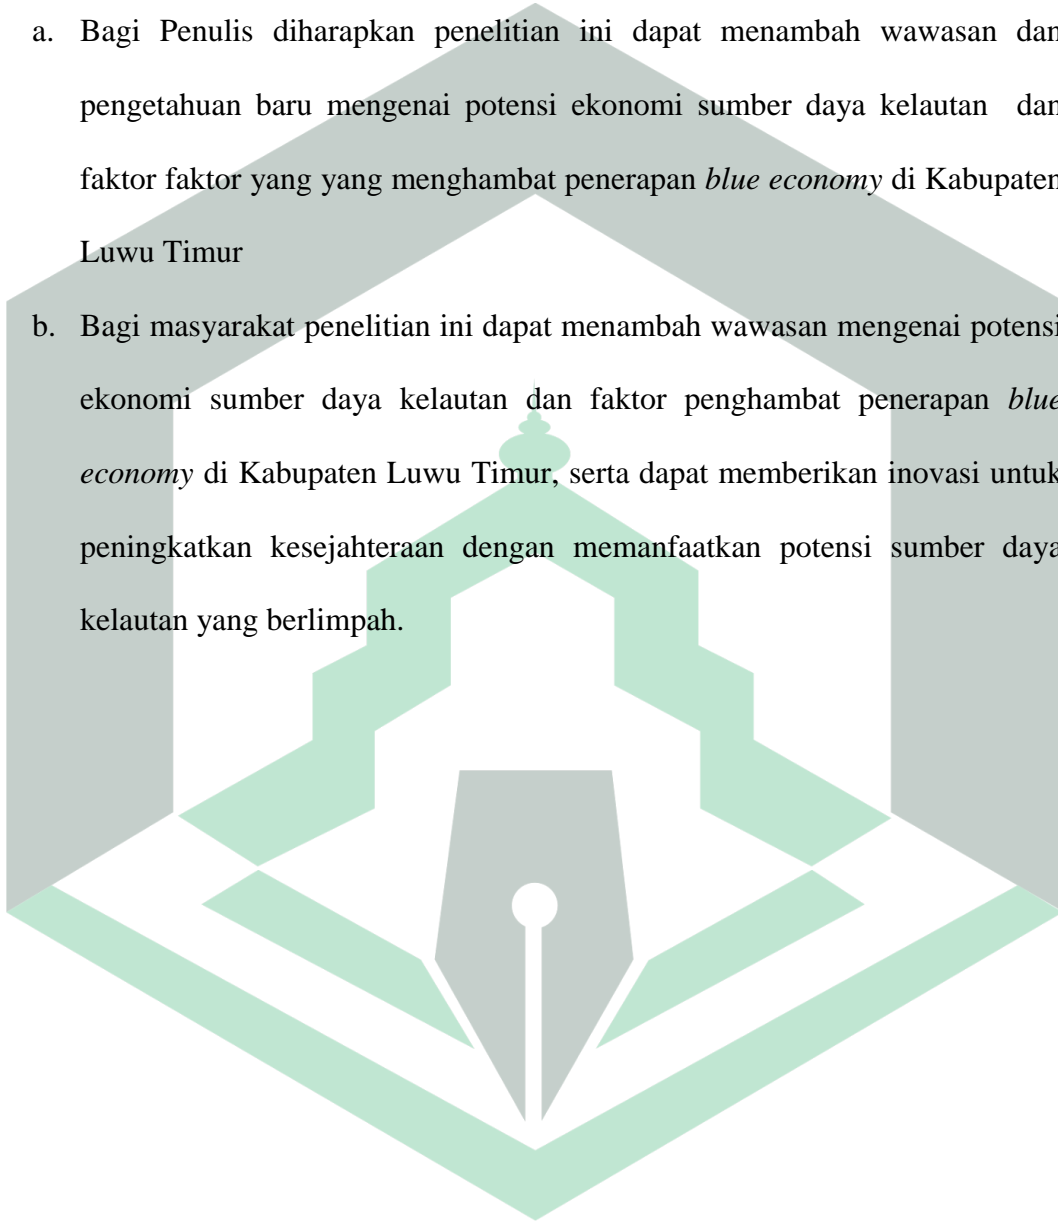 a. Bagi Penulis diharapkan penelitian ini dapat menambah wawasan dan
pengetahuan baru mengenai potensi ekonomi sumber daya kelautan dan
faktor faktor yang yang menghambat penerapan blue economy di Kabupaten
Luwu Timur
b. Bagi masyarakat penelitian ini dapat menambah wawasan mengenai potensi
ekonomi sumber daya kelautan dan faktor penghambat penerapan blue
economy di Kabupaten Luwu Timur, serta dapat memberikan inovasi untuk
peningkatkan kesejahteraan dengan memanfaatkan potensi sumber daya
kelautan yang berlimpah.